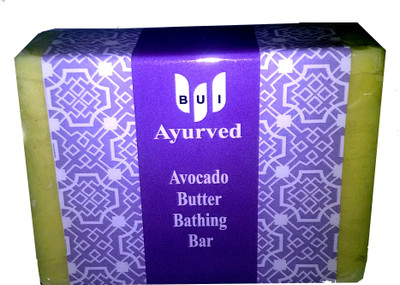 BUI
Ayurved
Avocado
Butter
Bathing
Bar